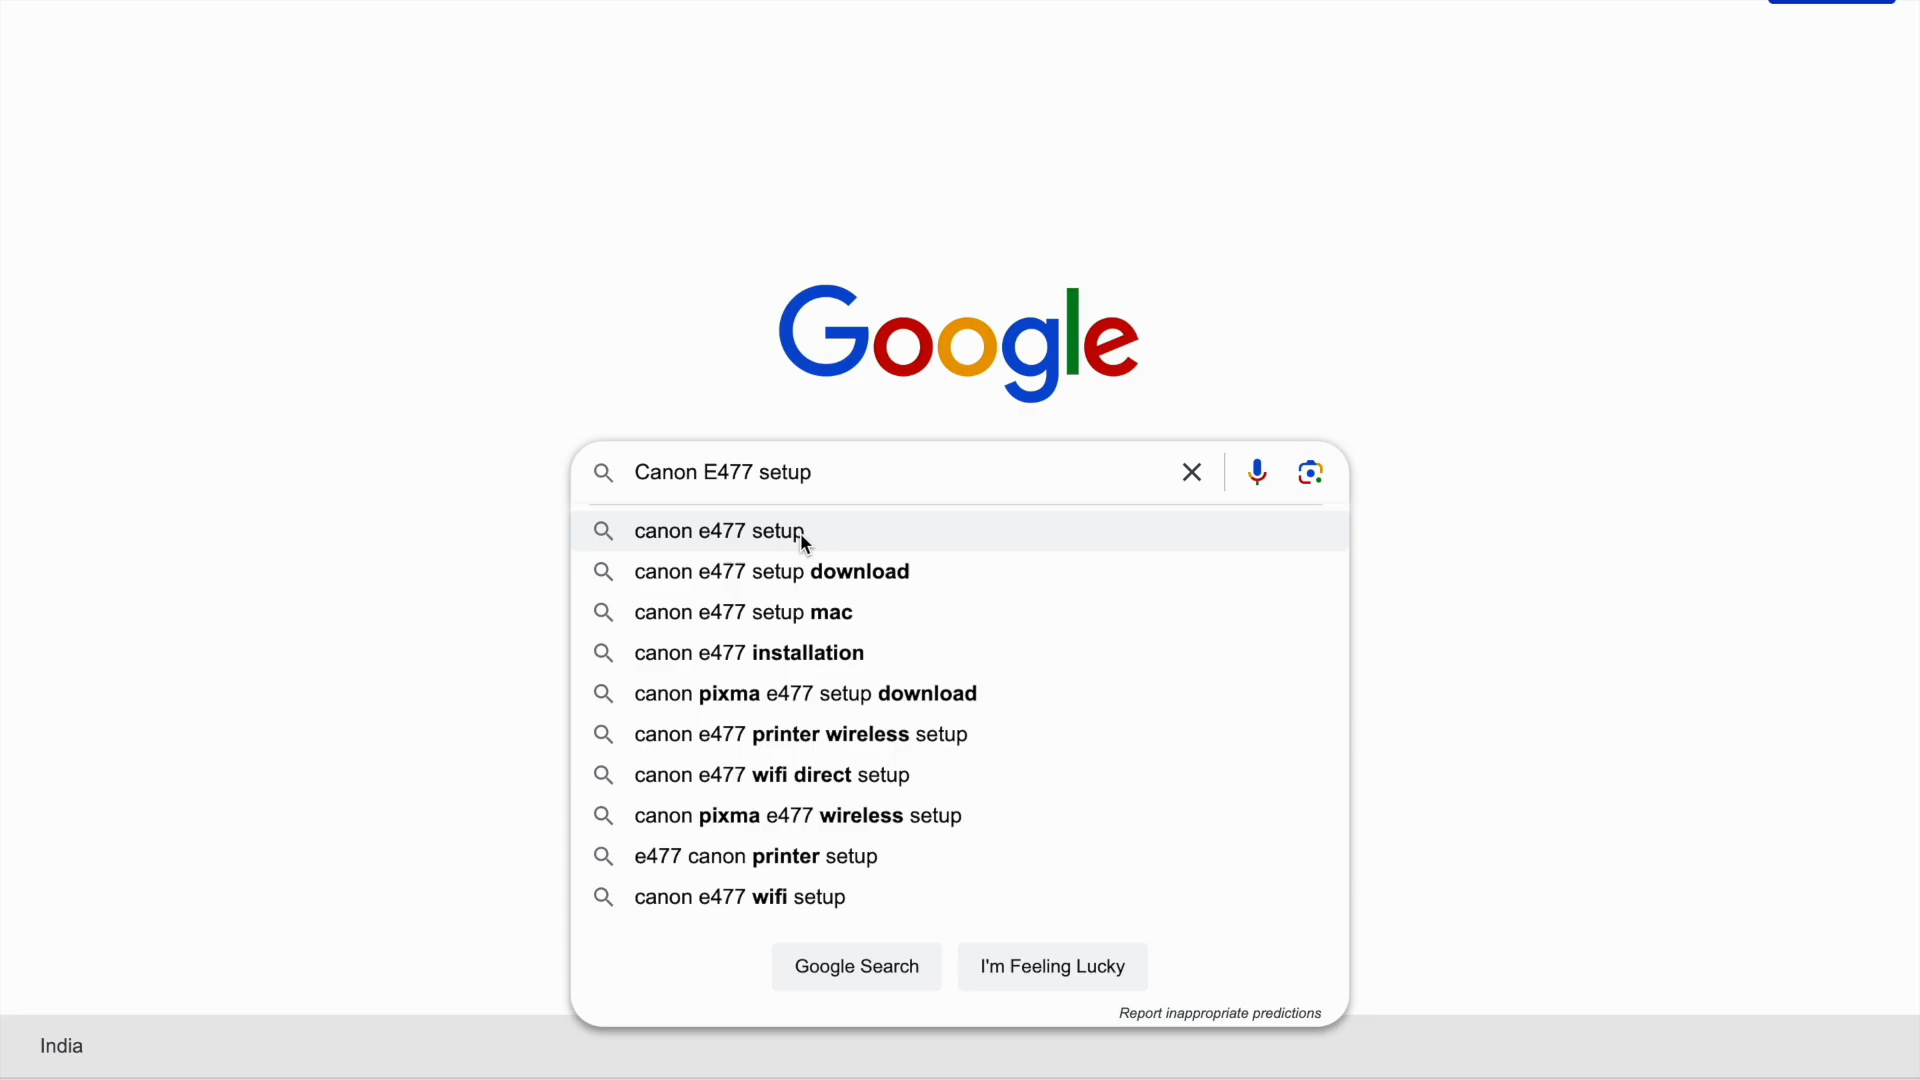 Google
Canon E477 setup
canon e477 setup
canon e477 setup download
canon e477 setup mac
canon e477 installation
canon pixma e477 setup download
canon e477 printer wireless setup
canon e477 wifi direct setup
canon pixma e477 wireless setup
e477 canon printer setup
canon e477 wifi setup
Google Search
I'm Feeling Lucky
Report inappropriate predictions
India